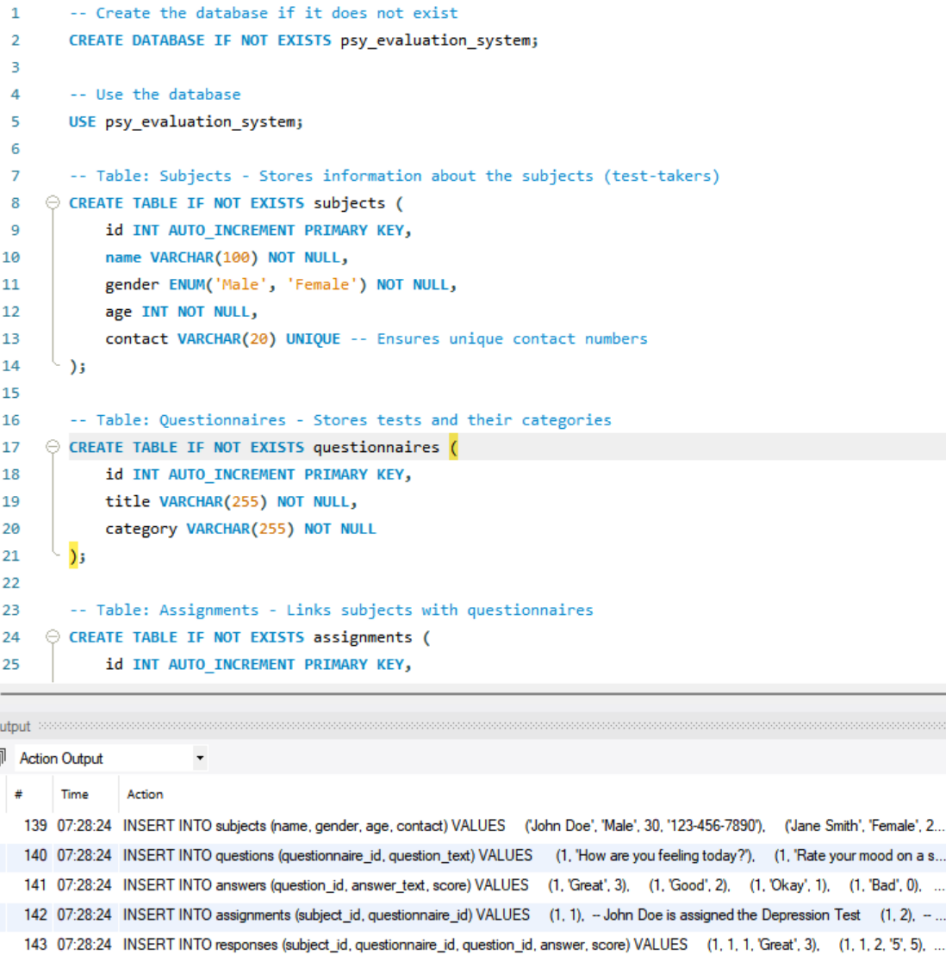 1 -- Create the database if it does not exist
2 CREATE DATABASE IF NOT EXISTS psy_evaluation_system;
3
4 -- Use the database
5 USE psy_evaluation_system;
6
7 -- Table: Subjects - Stores information about the subjects (test-takers)
8 CREATE TABLE IF NOT EXISTS subjects (
9 id INT AUTO_INCREMENT PRIMARY KEY,
10 name VARCHAR(100) NOT NULL,
11 gender ENUM('Male', 'Female') NOT NULL,
12 age INT NOT NULL,
13 contact VARCHAR(20) UNIQUE -- Ensures unique contact numbers
14 );
15
16 -- Table: Questionnaires - Stores tests and their categories
17 CREATE TABLE IF NOT EXISTS questionnaires (
18 id INT AUTO_INCREMENT PRIMARY KEY,
19 title VARCHAR(255) NOT NULL,
20 category VARCHAR(255) NOT NULL
21 );
22
23 -- Table: Assignments - Links subjects with questionnaires
24 CREATE TABLE IF NOT EXISTS assignments (
25 id INT AUTO_INCREMENT PRIMARY KEY,
utput
Action Output
# Time Action
139 07:28:24 INSERT INTO subjects (name, gender, age, contact) VALUES ('John Doe', 'Male', 30, '123-456-7890'), ('Jane Smith', 'Female', 2...
140 07:28:24 INSERT INTO questions (questionnaire_id, question_text) VALUES (1, 'How are you feeling today?'), (1, 'Rate your mood on a s...
141 07:28:24 INSERT INTO answers (question_id, answer_text, score) VALUES (1, 'Great', 3), (1, 'Good', 2), (1, 'Okay', 1), (1, 'Bad', 0), ...
142 07:28:24 INSERT INTO assignments (subject_id, questionnaire_id) VALUES (1, 1), -- John Doe is assigned the Depression Test (1, 2), -- ...
143 07:28:24 INSERT INTO responses (subject_id, questionnaire_id, question_id, answer, score) VALUES (1, 1, 1, 'Great', 3), (1, 1, 2, '5', 5), ...